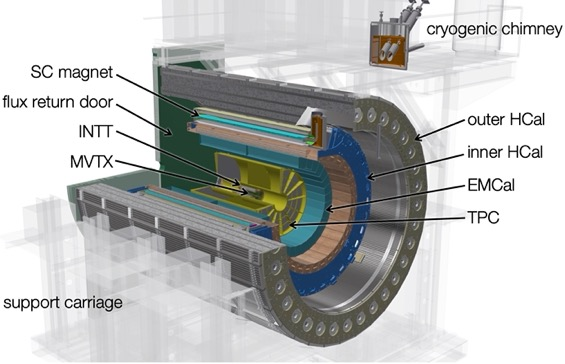 cryogenic chimney
SC magnet
flux return door
INTT
MVTX
outer HCal
inner HCal
EMCal
TPC
support carriage